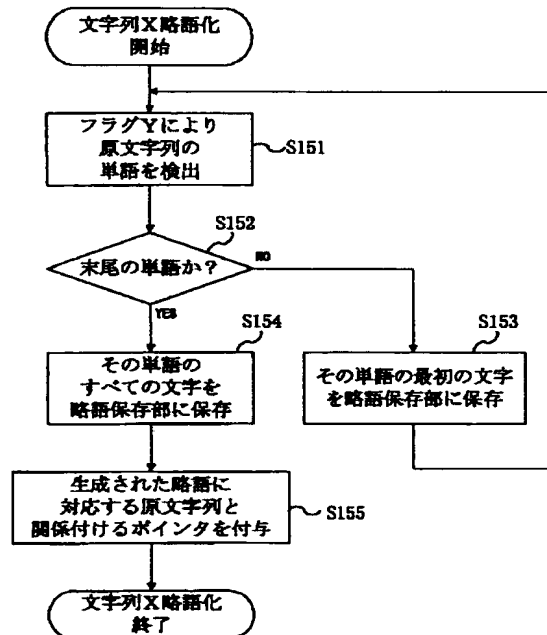 文字列X略語化
開始
フラグYにより
原文字列の
単語を検出
S151
S152
末尾の単語か?
NO
YES
S154
その単語の
すべての文字を
略語保存部に保存
S153
その単語の最初の文字
を略語保存部に保存
生成された略語に
対応する原文字列と
関係付けるポインタを付与
S155
文字列X略語化
終了